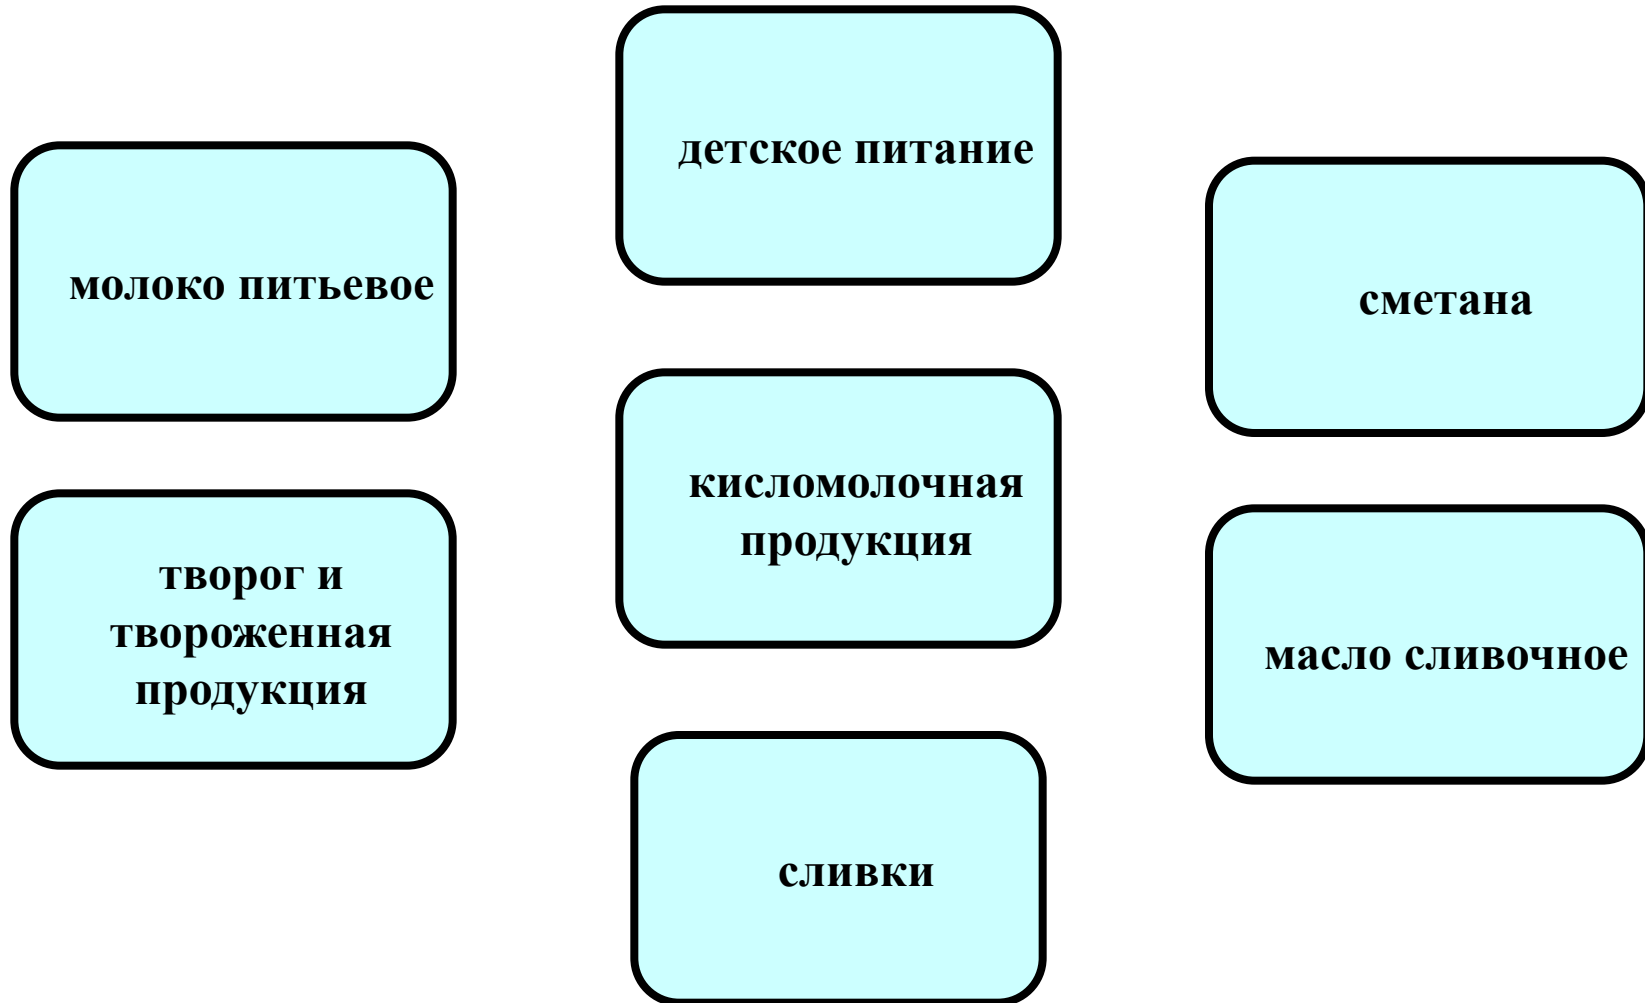 детское питание
молоко питьевое
сметана
кисломолочная
продукция
творог и
твороженная
продукция
масло сливочное
сливки